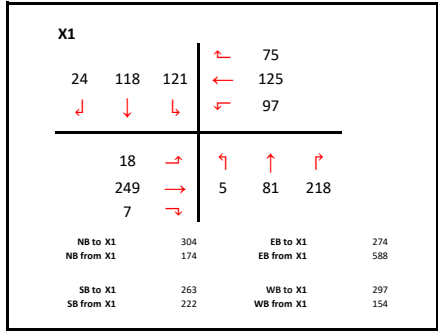 X1
75
24 118 121 125
97
18
249 5 81 218
7
NB to X1 304 EB to X1 274
NB from X1 174 EB from X1 588
SB to X1 263 WB to X1 297
SB from X1 222 WB from X1 154